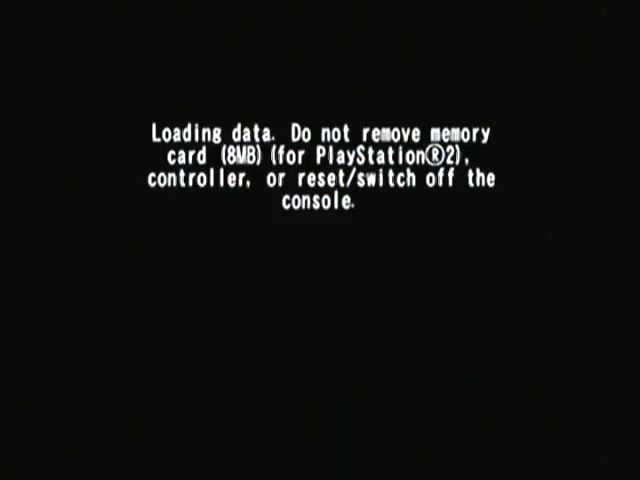 Loading data. Do not remove memory
card (8MB) (for PlayStation®2),
controller, or reset/switch off the
console.